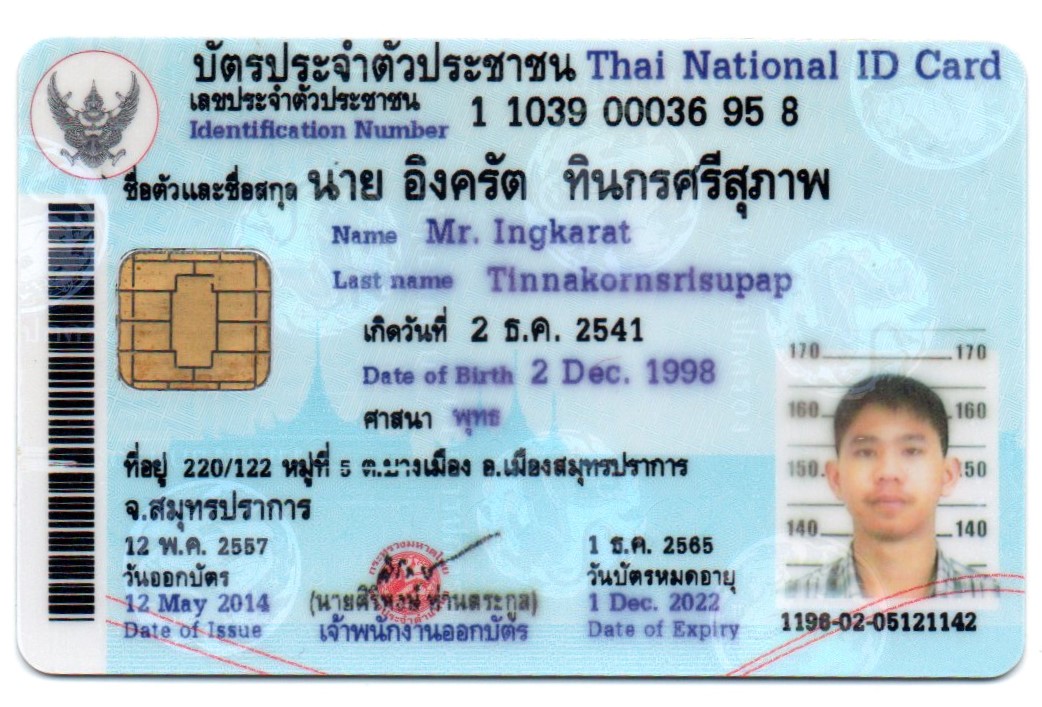 บัตรประจำตัวประชาชน Thai National ID Card
เลขประจำตัวประชาชน
Identification Number 1 1039 00036 95 8
ชื่อตัวและชื่อสกุล นาย อิงครัต ทินกรศรีสุภาพ
Name Mr. Ingkarat
Last name Tinnakornsrisupap
เกิดวันที่ 2 ธ.ค. 2541
Date of Birth 2 Dec. 1998
ศาสนา พุทธ
ที่อยู่ 220/122 หมู่ที่ 5 ต.บางเมือง อ.เมืองสมุทรปราการ
จ.สมุทรปราการ
12 พ.ค. 2557
วันออกบัตร
12 May 2014
Date of Issue
เจ้าพนักงานออกบัตร
1 ธ.ค. 2565
วันบัตรหมดอายุ
1 Dec. 2022
Date of Expiry
170 170
160 160
150 150
140 140
1196-02-05121142